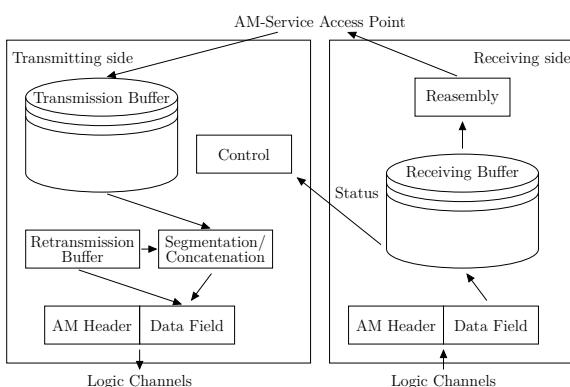 AM-Service Access Point
Transmitting side
Receiving side
Transmission Buffer
Reassembly
Control
Receiving Buffer
Status
Retransmission
Buffer
Segmentation/
Concatenation
AM Header
Data Field
AM Header
Data Field
Logic Channels
Logic Channels